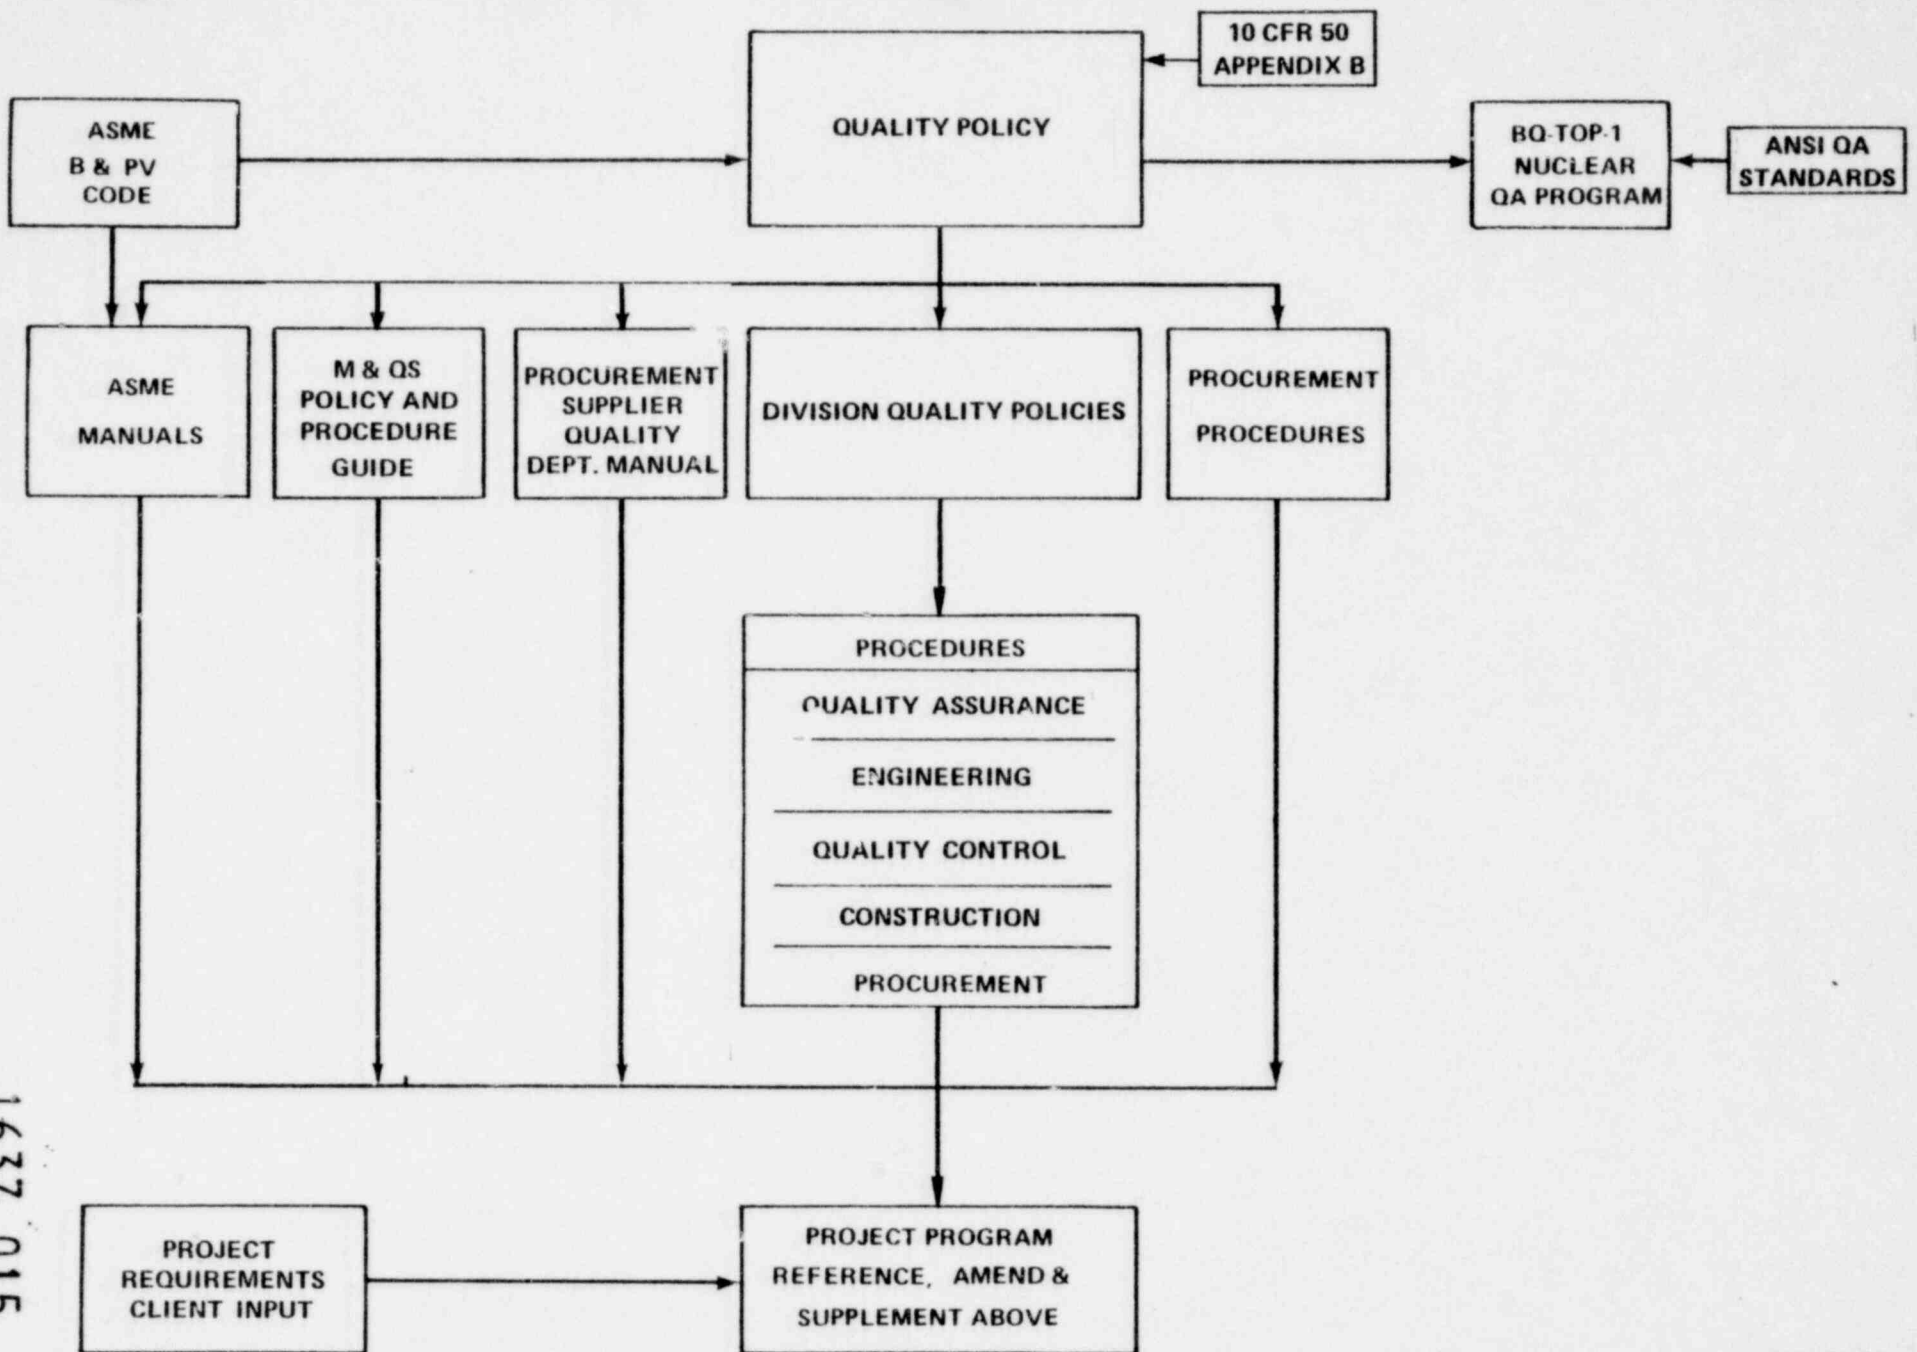 10 CFR 50
APPENDIX B
QUALITY POLICY
ASME
B & PV
CODE
BQ-TOP-1
NUCLEAR
QA PROGRAM
ANSI QA
STANDARDS
ASME
MANUALS
M & QS
POLICY AND
PROCEDURE
GUIDE
PROCUREMENT
SUPPLIER
QUALITY
DEPT. MANUAL
DIVISION QUALITY POLICIES
PROCUREMENT
PROCEDURES
PROCEDURES
QUALITY ASSURANCE
ENGINEERING
QUALITY CONTROL
CONSTRUCTION
PROCUREMENT
PROJECT
REQUIREMENTS
CLIENT INPUT
PROJECT PROGRAM
REFERENCE, AMEND &
SUPPLEMENT ABOVE
1637 015